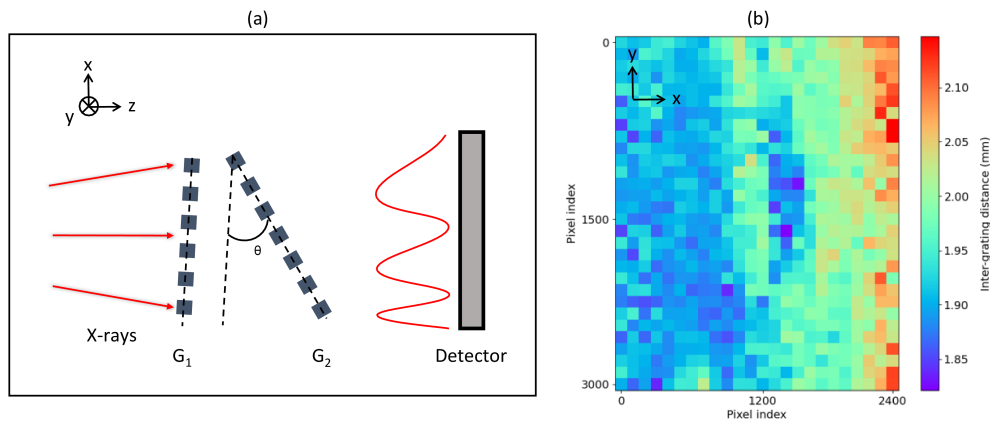 (a)
x
y
z
θ
X-rays
G1
G2
Detector
(b)
0
1500
3000
Pixel index
y
x
0
1200
2400
Pixel index
2.10
2.05
2.00
1.95
1.90
1.85
Inter-grating distance (mm)